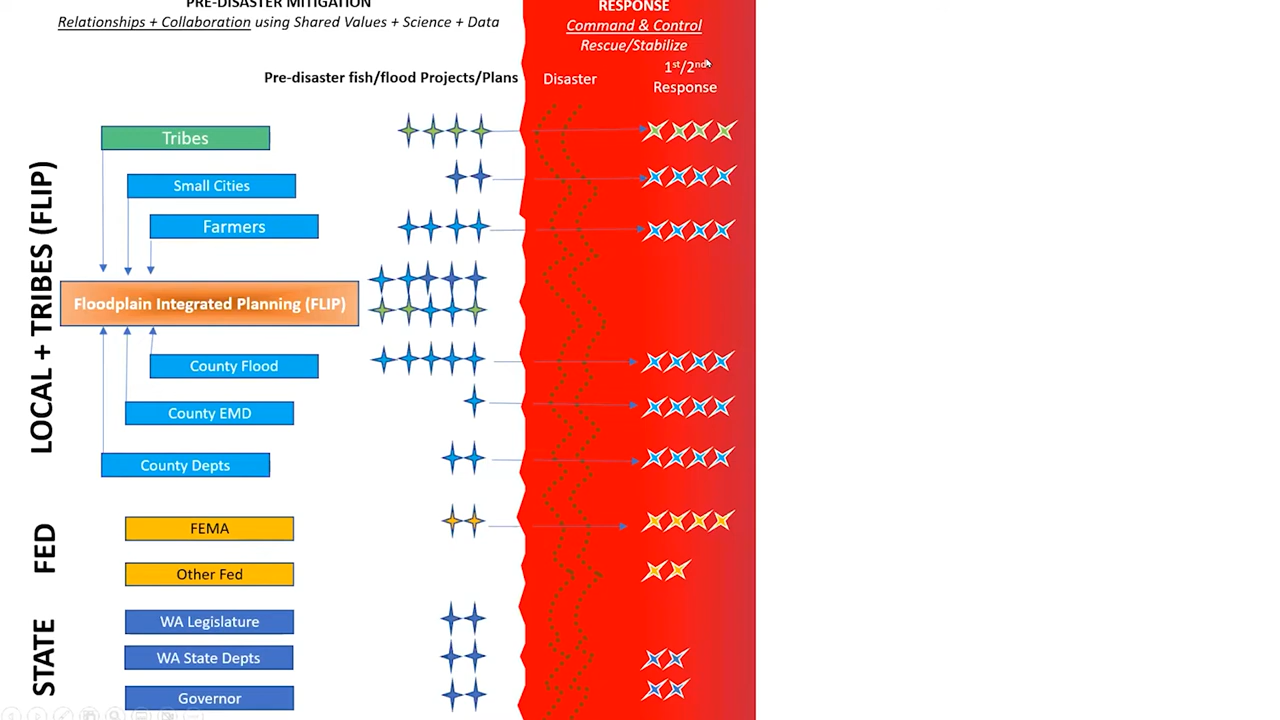 PRE-DISASTER MITIGATION
Relationships + Collaboration using Shared Values + Science + Data
RESPONSE
Command & Control
Rescue/Stabilize
Pre-disaster fish/flood Projects/Plans
Disaster
1st/2nd
Response
LOCAL + TRIBES (FLIP)
Tribes
Small Cities
Farmers
Floodplain Integrated Planning (FLIP)
County Flood
County EMD
County Depts
FED
FEMA
Other Fed
STATE
WA Legislature
WA State Depts
Governor